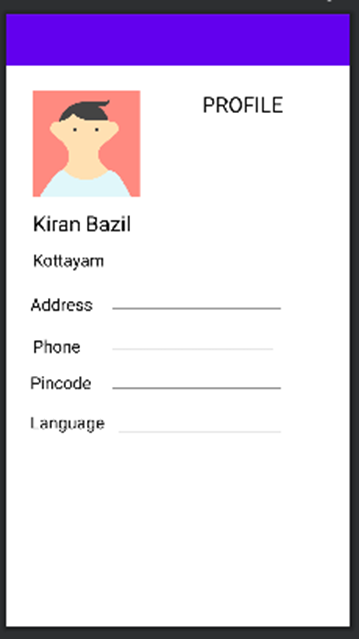 PROFILE
Kiran Bazil
Kottayam
Address
Phone
Pincode
Language